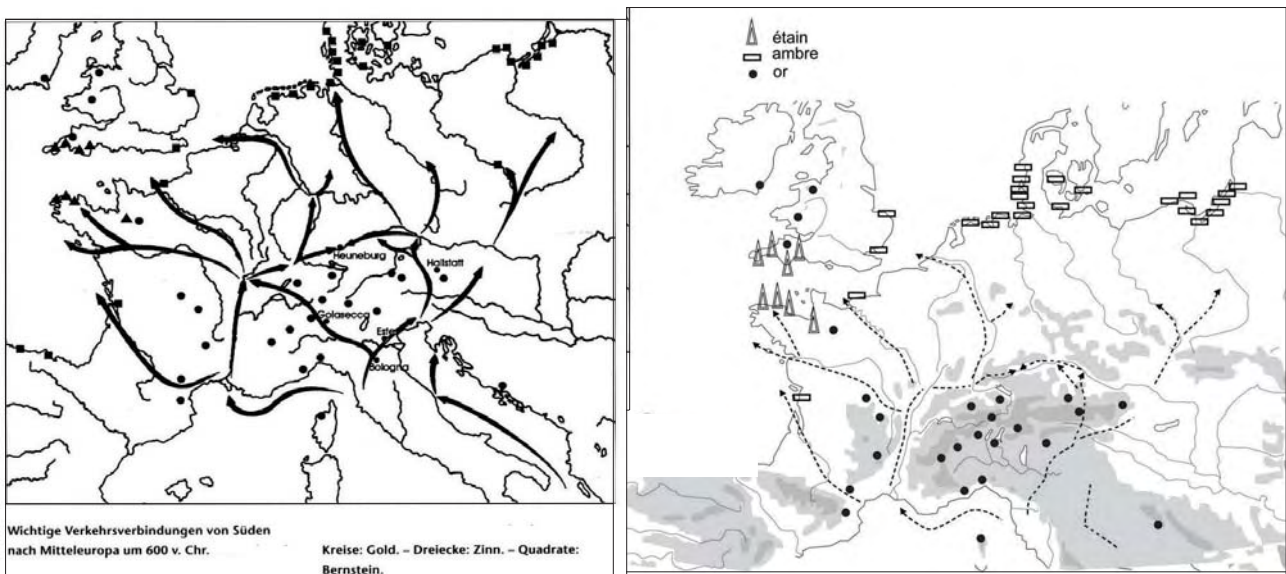 Heuneburg
Hallstatt
Golasecca
Este
Bologna
Wichtige Verkehrsverbindungen von Süden
nach Mitteleuropa um 600 v. Chr.
Kreise: Gold. – Dreiecke: Zinn. – Quadrate:
Bernstein.
étain
ambre
or